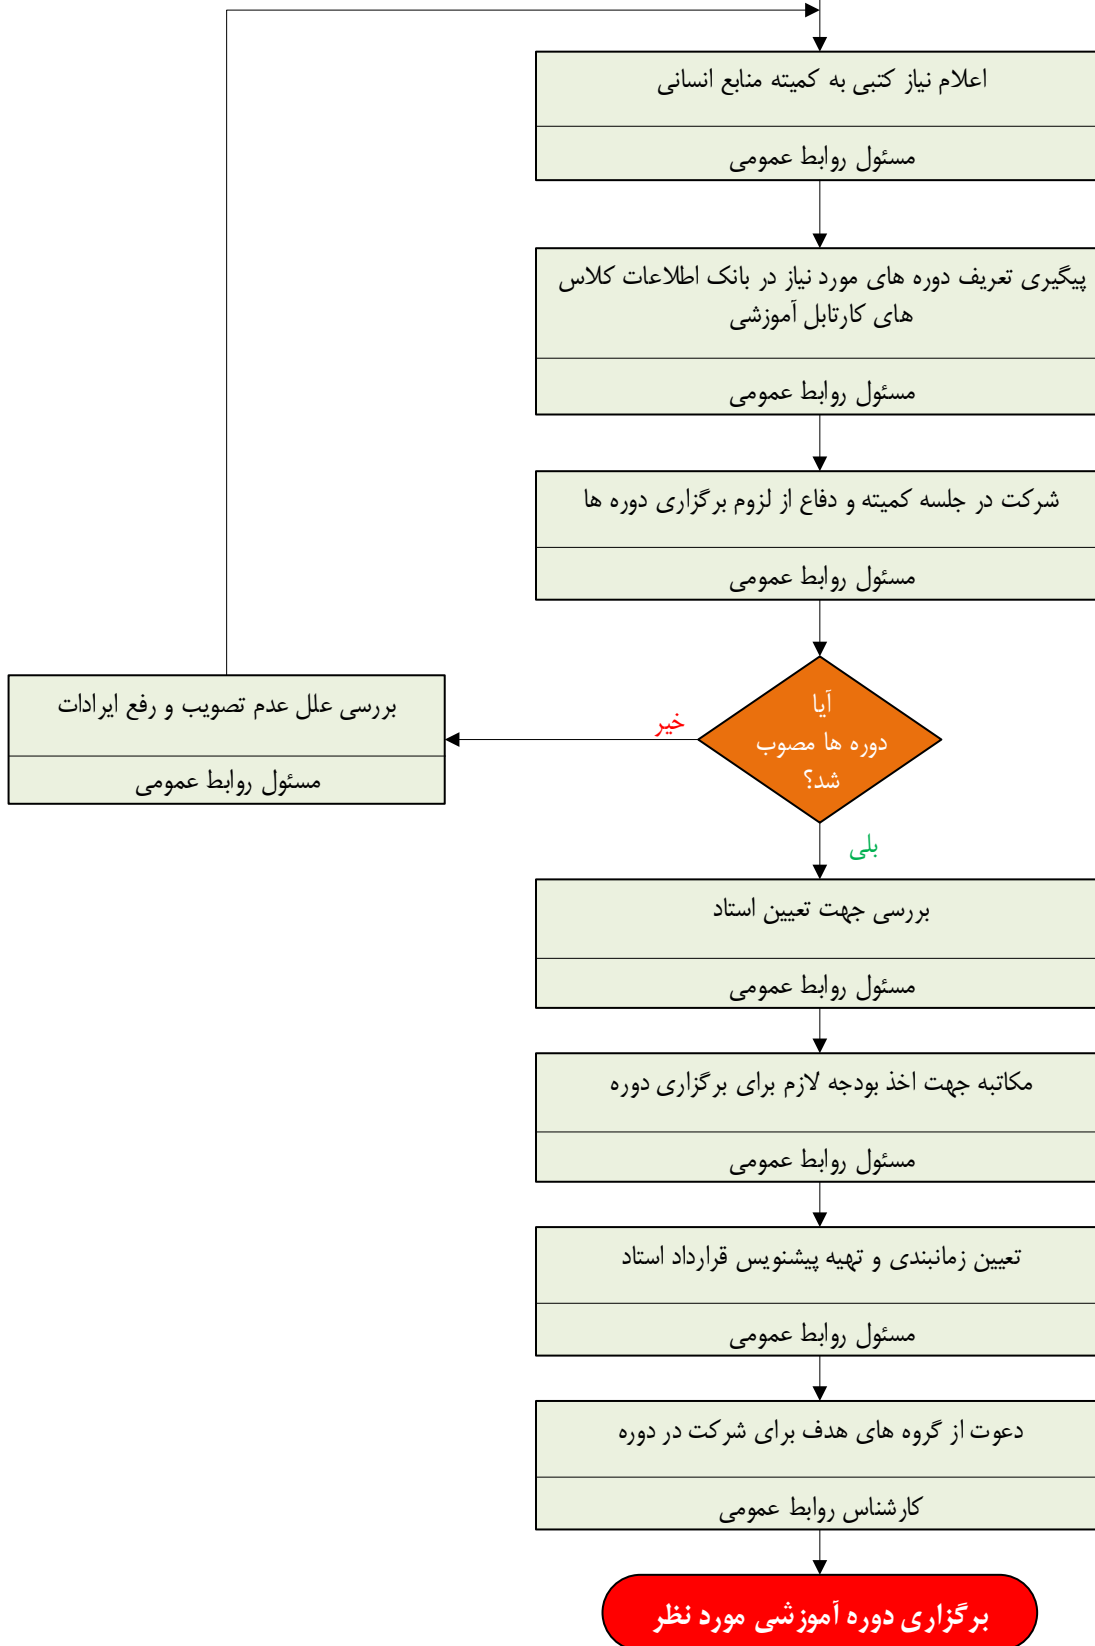 اعلام نیاز کتبی به کمیته منابع انسانی
مسئول روابط عمومی
پیگیری تعریف دوره های مورد نیاز در بانک اطلاعات کلاس
های کارتابل آموزشی
مسئول روابط عمومی
شرکت در جلسه کمیته و دفاع از لزوم برگزاری دوره ها
مسئول روابط عمومی
آیا
دوره ها مصوب
شد؟
خیر
بررسی علل عدم تصویب و رفع ایرادات
مسئول روابط عمومی
بلی
بررسی جهت تعیین استاد
مسئول روابط عمومی
مکاتبه جهت اخذ بودجه لازم برای برگزاری دوره
مسئول روابط عمومی
تعیین زمانبندی و تهیه پیشنویس قرارداد استاد
مسئول روابط عمومی
دعوت از گروه های هدف برای شرکت در دوره
کارشناس روابط عمومی
برگزاری دوره آموزشی مورد نظر